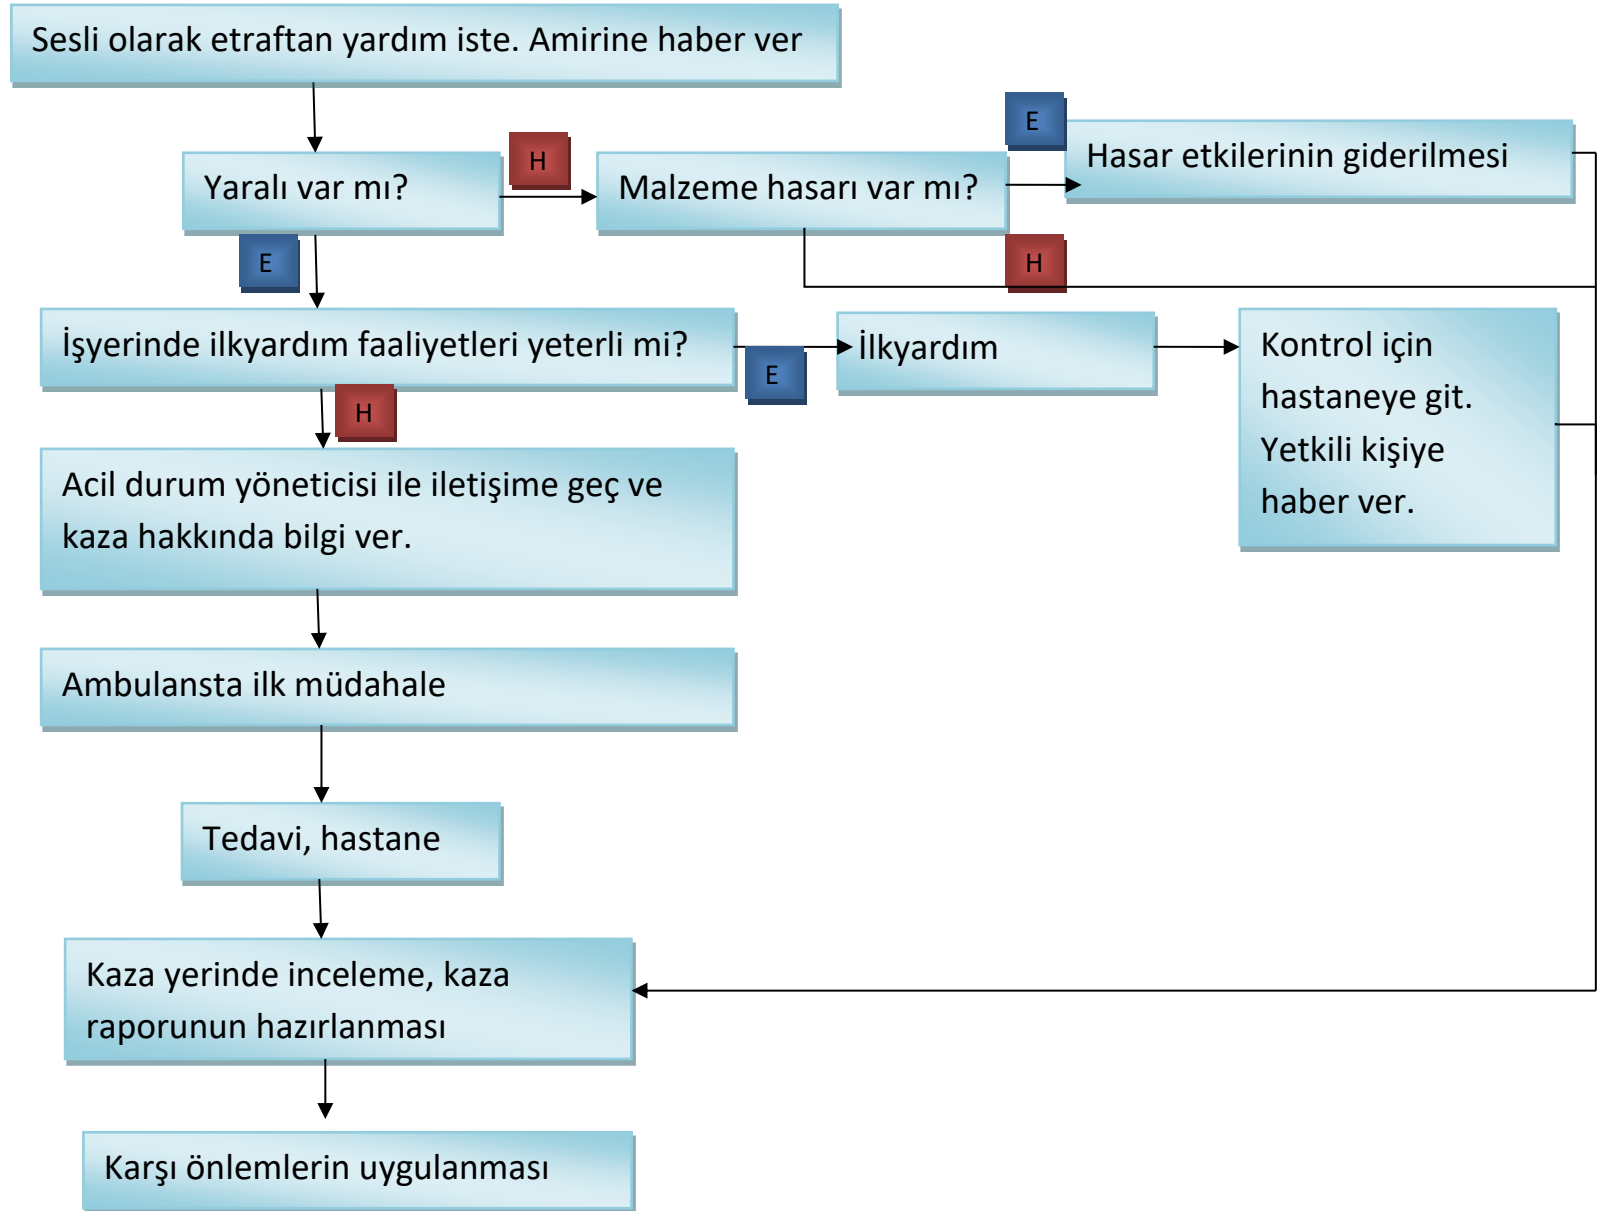 Sesli olarak etraftan yardım iste. Amirine haber ver
E
H
Yaralı var mı?
Malzeme hasarı var mı?
Hasar etkilerinin giderilmesi
E
H
İşyerinde ilkyardım faaliyetleri yeterli mi?
E
İlkyardım
Kontrol için
hastaneye git.
Yetkili kişiye
haber ver.
H
Acil durum yöneticisi ile iletişime geç ve
kaza hakkında bilgi ver.
Ambulansta ilk müdahale
Tedavi, hastane
Kaza yerinde inceleme, kaza
raporunun hazırlanması
Karşı önlemlerin uygulanması